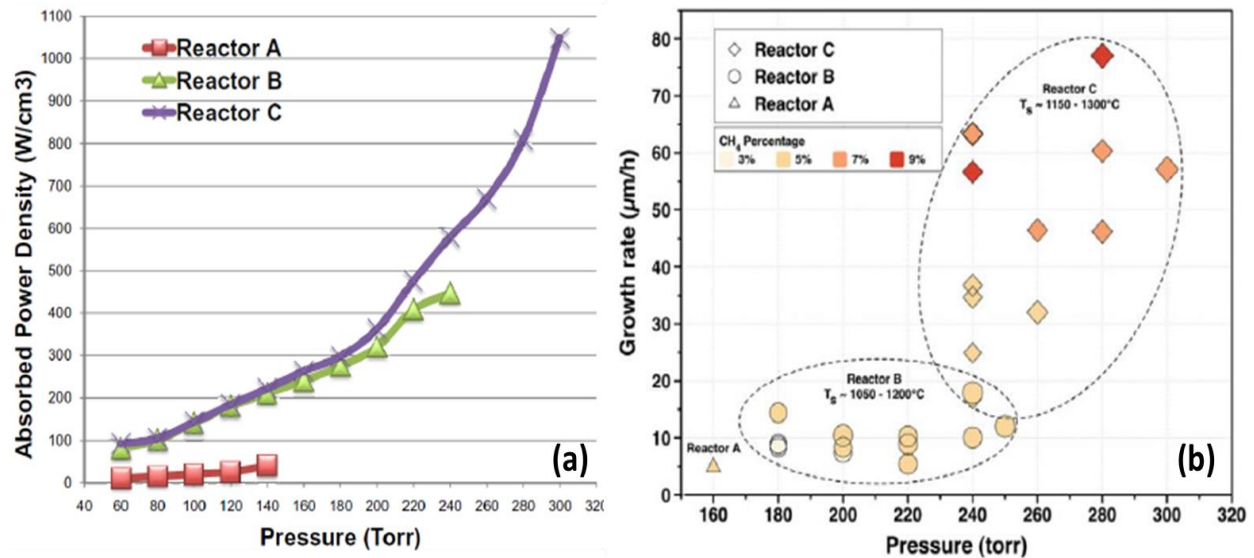 1100
1000
900
800
700
600
500
400
300
200
100
0
Absorbed Power Density (W/cm3)
Reactor A
Reactor B
Reactor C
(a)
40 60 80 100 120 140 160 180 200 220 240 260 280 300 320
Pressure (Torr)
80
70
60
50
40
30
20
10
0
Growth rate (μm/h)
Reactor C
Reactor B
Reactor A
CH4 Percentage
3% 5% 7% 9%
Reactor C
TS ~ 1150 - 1300°C
Reactor B
TS ~ 1050 - 1200°C
Reactor A
(b)
160 180 200 220 240 260 280 300 320
Pressure (torr)